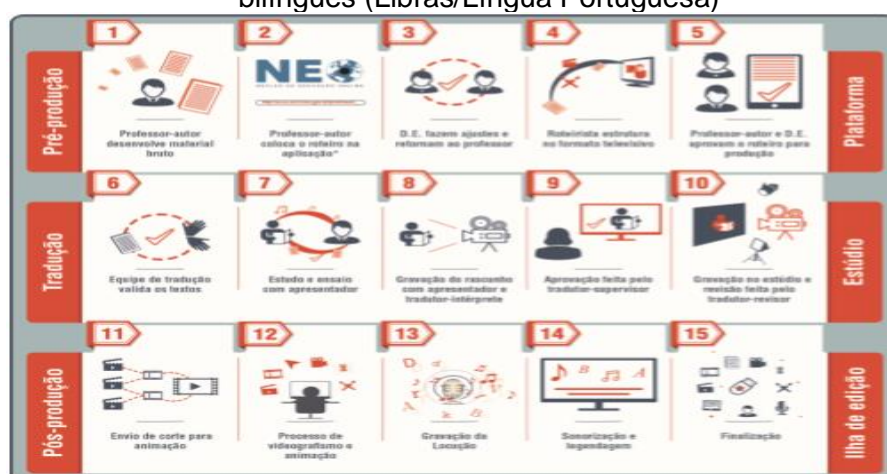 bilíngues (Libras/Língua Portuguesa)
Pré-produção
1
Professor-autor
desenvolve material
bruto
2
NEO
Professor-autor
coloca o roteiro na
aplicação*
3
D.E. fazem ajustes e
retornam ao professor
4
Roteirista estrutura
no formato televisivo
5
Professor-autor e D.E.
aprovam o roteiro para
produção
Plataforma
Tradução
6
Equipe de tradução
valida os textos
7
Estudo e ensaio
com apresentador
8
Gravação do rascunho
com apresentador e
tradutor-intérprete
9
Aprovação feita pelo
tradutor-supervisor
10
Gravação no estúdio e
revisão feita pelo
tradutor-revisor
Estúdio
Pós-produção
11
Envio de corte para
animação
12
Processo de
videografismo e
animação
13
Gravação da
Locução
14
Sonorização e
legendagem
15
Finalização
Ilha de edição